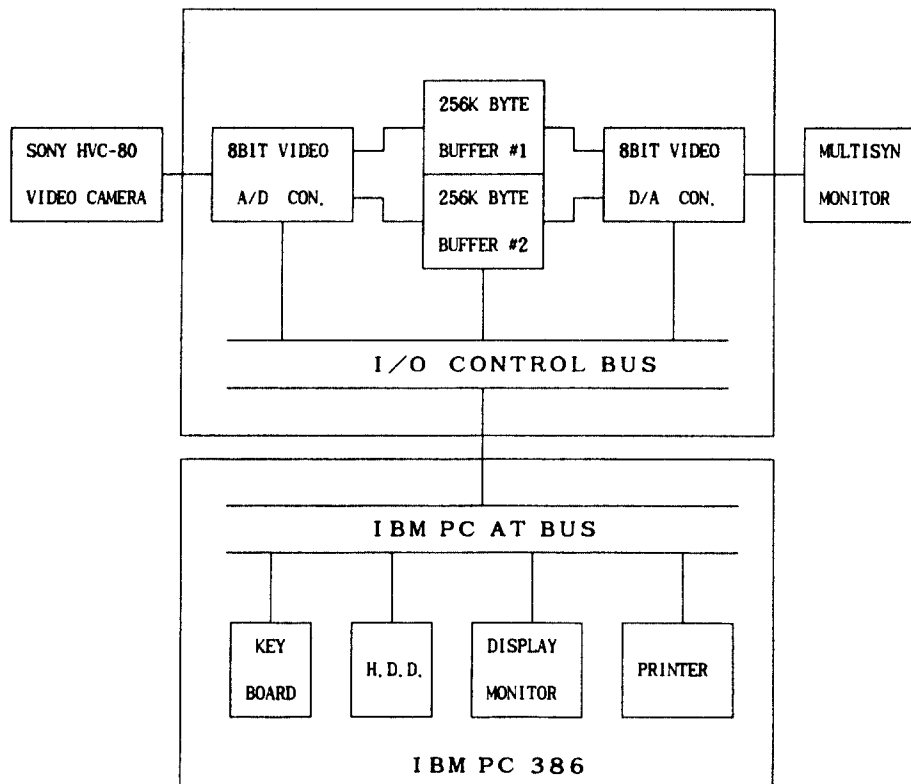 SONY HVC-80
VIDEO CAMERA
8BIT VIDEO
A/D CON.
256K BYTE
BUFFER #1
256K BYTE
BUFFER #2
8BIT VIDEO
D/A CON.
MULTISYN
MONITOR
I/O CONTROL BUS
IBM PC AT BUS
KEY
BOARD
H.D.D.
DISPLAY
MONITOR
PRINTER
IBM PC 386